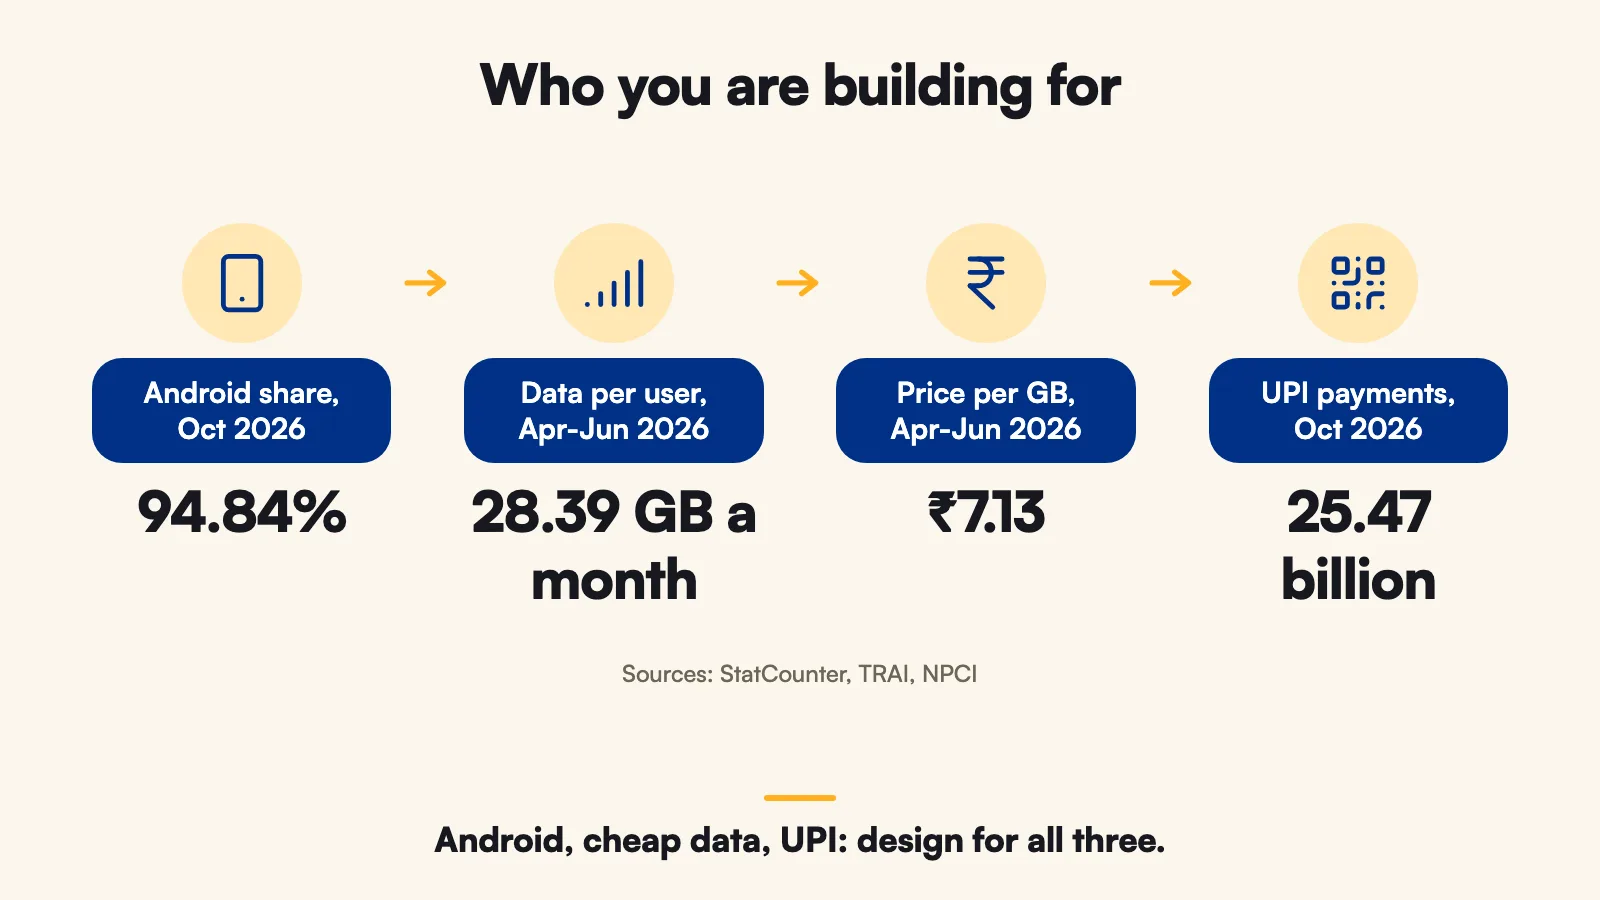 Who you are building for
Android share,
Oct 2026
94.84%
Data per user,
Apr-Jun 2026
28.39 GB a
month
Price per GB,
Apr-Jun 2026
₹7.13
UPI payments,
Oct 2026
25.47
billion
Sources: StatCounter, TRAI, NPCI
Android, cheap data, UPI: design for all three.